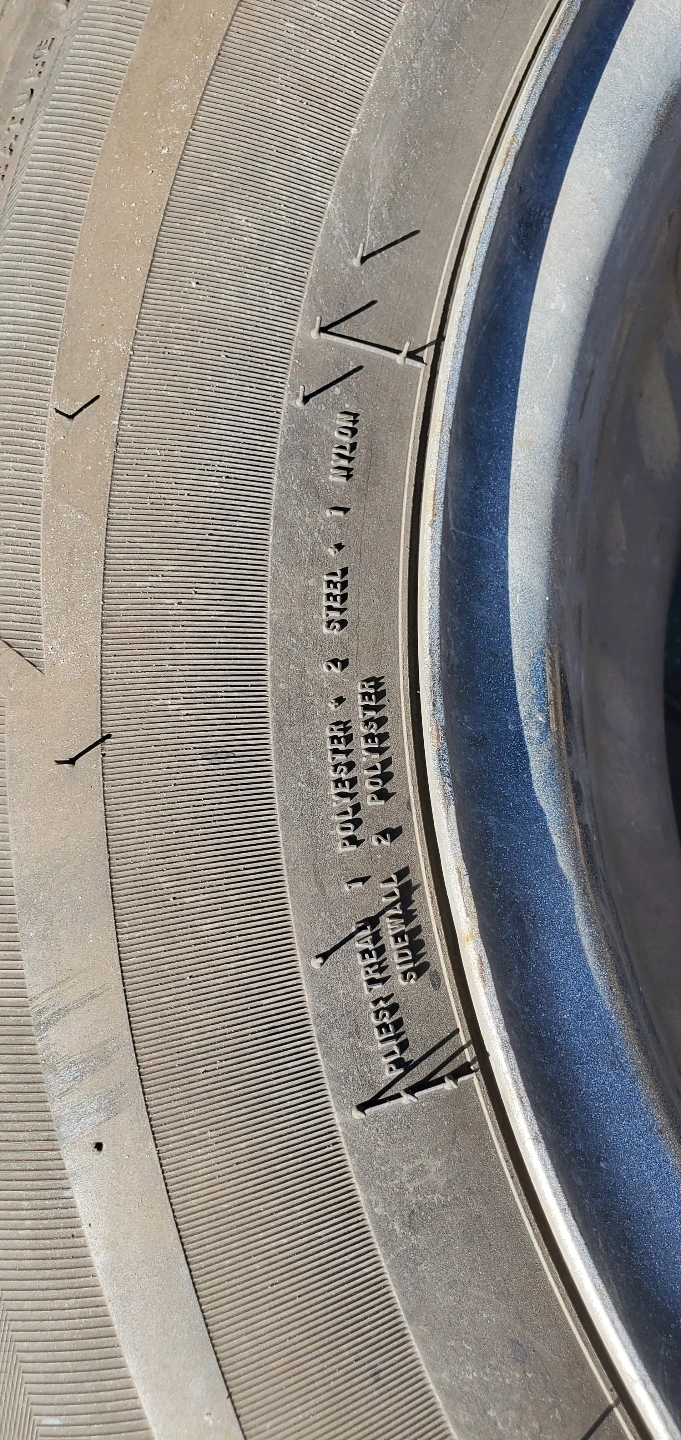 PLIES: TREAD 1 POLYESTER + 2 STEEL + 1 NYLON
SIDEWALL 2 POLYESTER